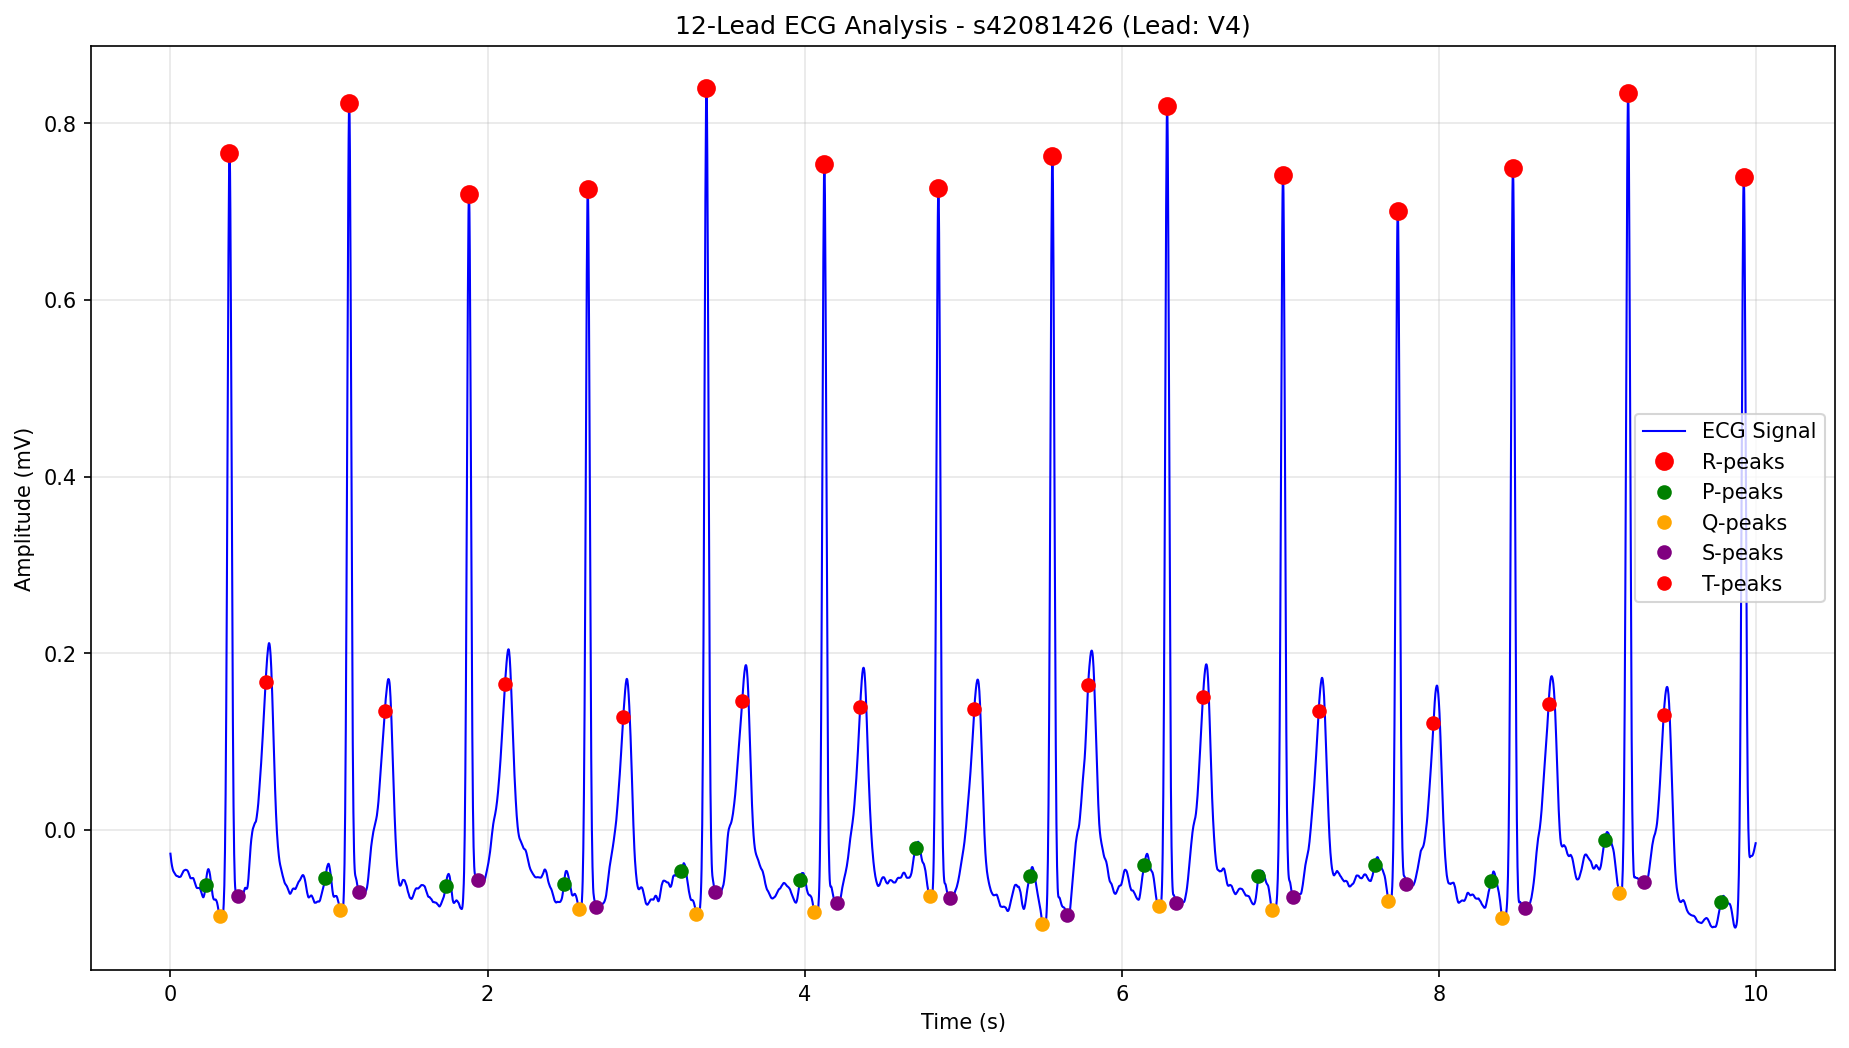 12-Lead ECG Analysis - s42081426 (Lead: V4)
Amplitude (mV)
0.8
0.6
0.4
0.2
0.0
ECG Signal
R-peaks
P-peaks
Q-peaks
S-peaks
T-peaks
0 2 4 6 8 10
Time (s)